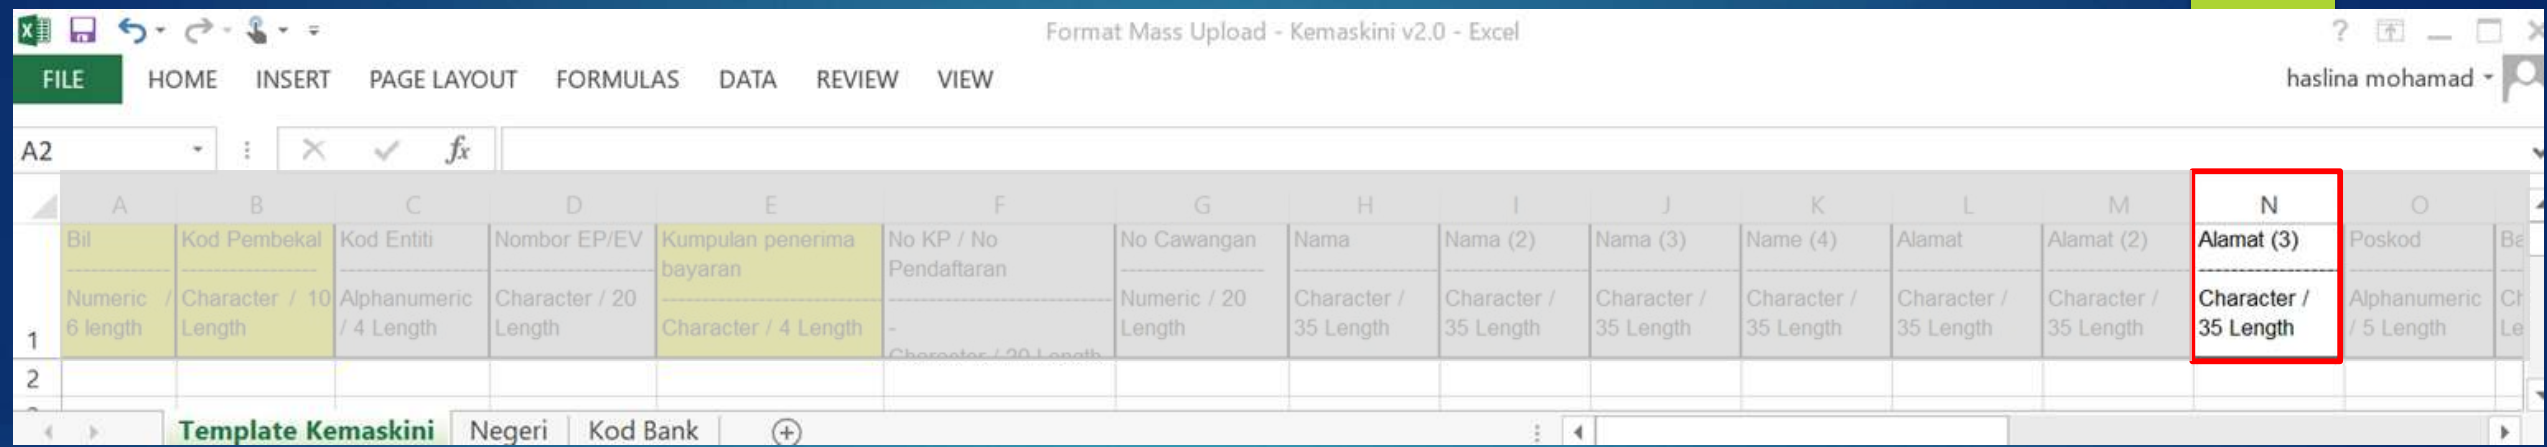 Format Mass Upload - Kemaskini v2.0 - Excel ?
FILE HOME INSERT PAGE LAYOUT FORMULAS DATA REVIEW VIEW haslina mohamad
A2 fx
A B C D E F G H I J K L M N O
Bil Kod Pembekal Kod Entiti Nombor EP/EV Kumpulan penerima No KP / No No Cawangan Nama Nama (2) Nama (3) Name (4) Alamat Alamat (2) Alamat (3) Poskod
bayaran Pendaftaran
Numeric / Character / 10 Alphanumeric Character / 20 Numeric / 20 Character / Character / Character / Character / Character / Character / Character / Alphanumeric
1 6 length Length / 4 Length Length Character / 4 Length - Length 35 Length 35 Length 35 Length 35 Length 35 Length 35 Length 35 Length / 5 Length
Character / 20 Length
2
Template Kemaskini Negeri Kod Bank